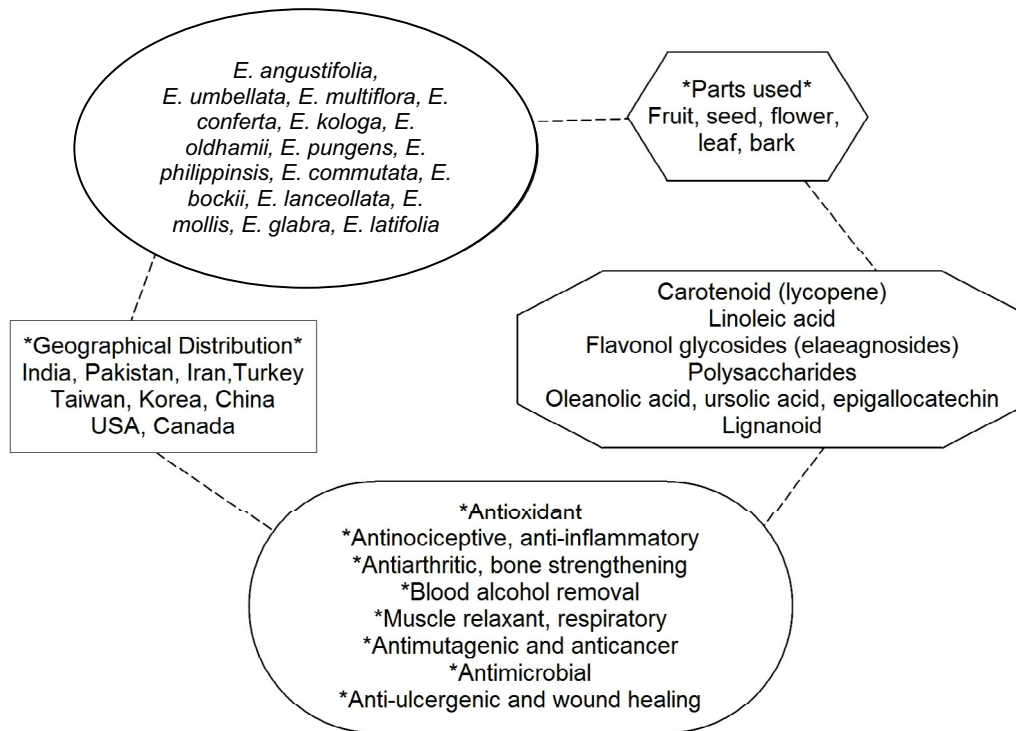 E. angustifolia,
E. umbellata, E. multiflora, E.
conferta, E. kologa, E.
oldhamii, E. pungens, E.
philippinsis, E. commutata, E.
bockii, E. lanceollata, E.
mollis, E. glabra, E. latifolia
*Parts used*
Fruit, seed, flower,
leaf, bark
Carotenoid (lycopene)
Linoleic acid
Flavonol glycosides (elaeagnosides)
Polysaccharides
Oleanolic acid, ursolic acid, epigallocatechin
Lignanoid
*Geographical Distribution*
India, Pakistan, Iran,Turkey
Taiwan, Korea, China
USA, Canada
*Antioxidant
*Antinociceptive, anti-inflammatory
*Antiarthritic, bone strengthening
*Blood alcohol removal
*Muscle relaxant, respiratory
*Antimutagenic and anticancer
*Antimicrobial
*Anti-ulcergenic and wound healing